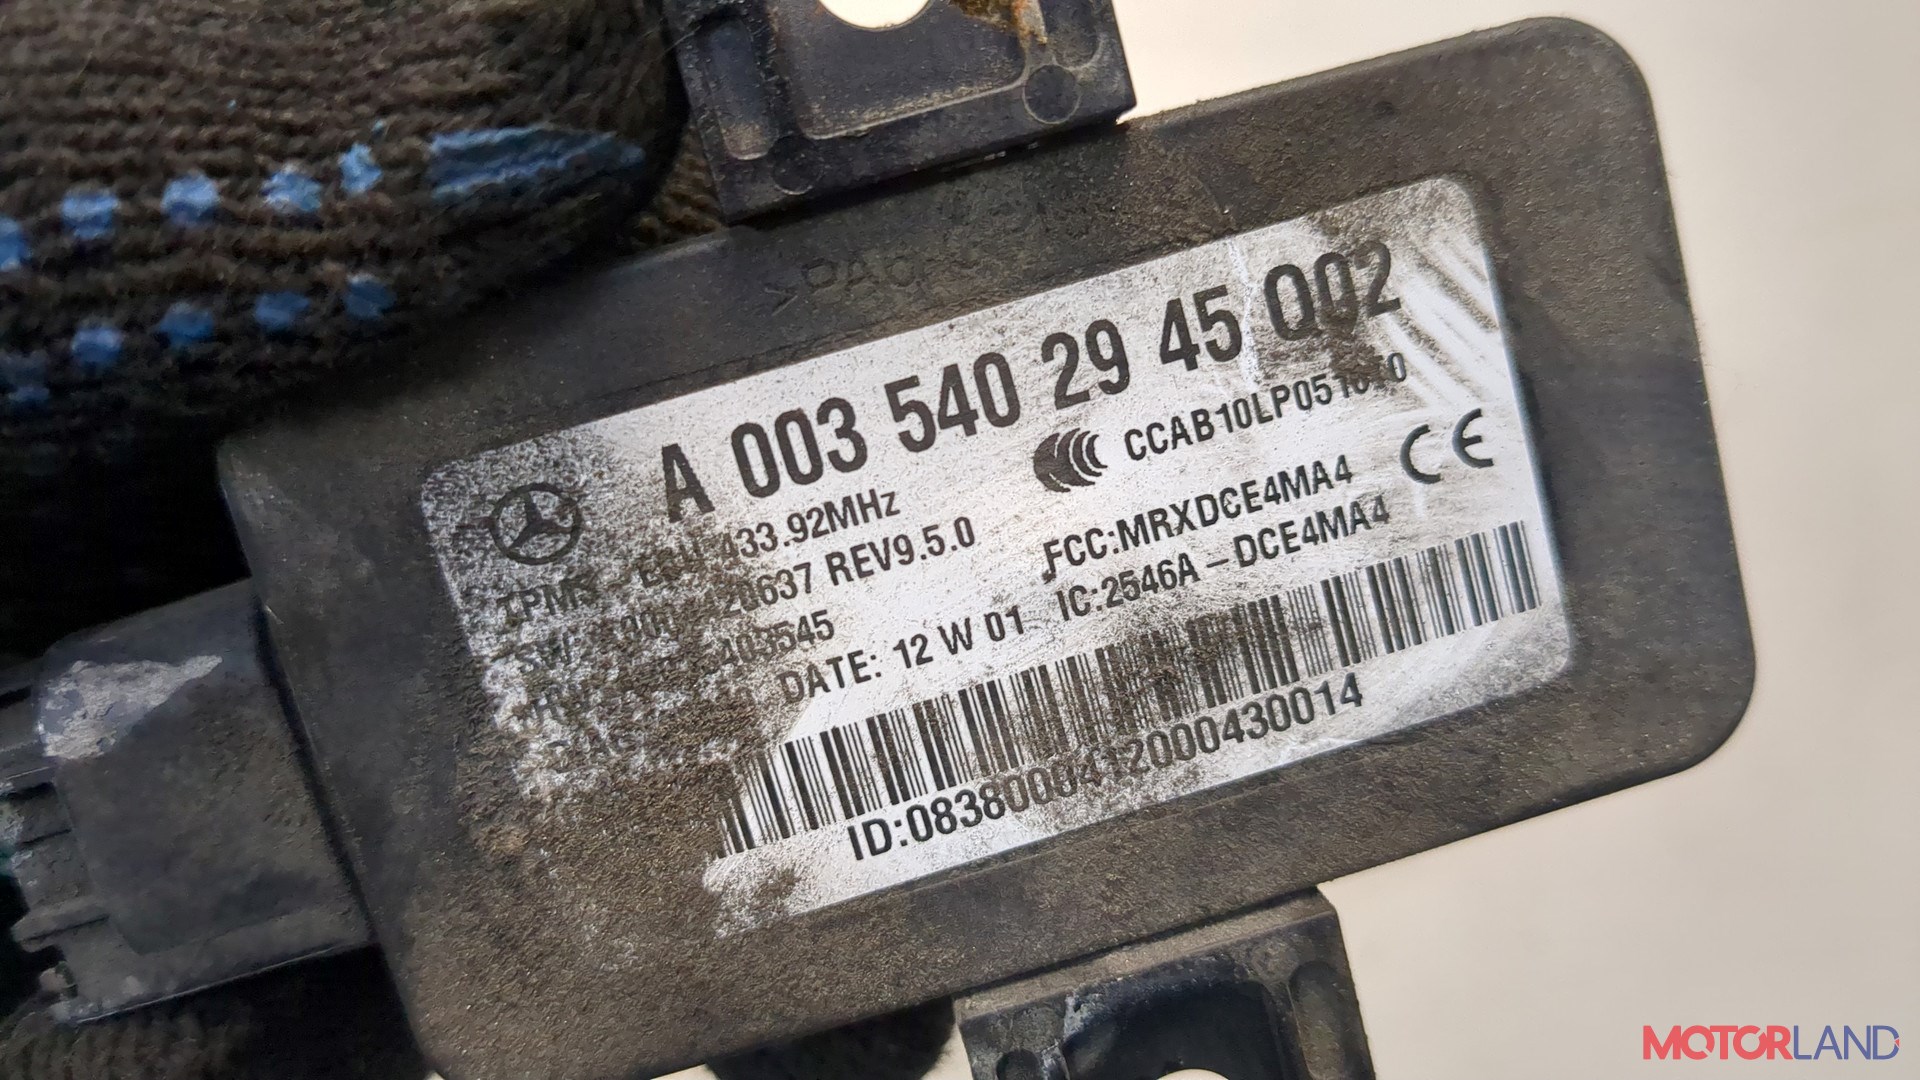 A 003 540 29 45 Q02
433.92MHz
REV9.5.0
DATE: 12 W 01
FCC:MRXDCE4MA4
IC:2546A-DCE4MA4
CE
ID:08380004120000430014
MOTORLAND